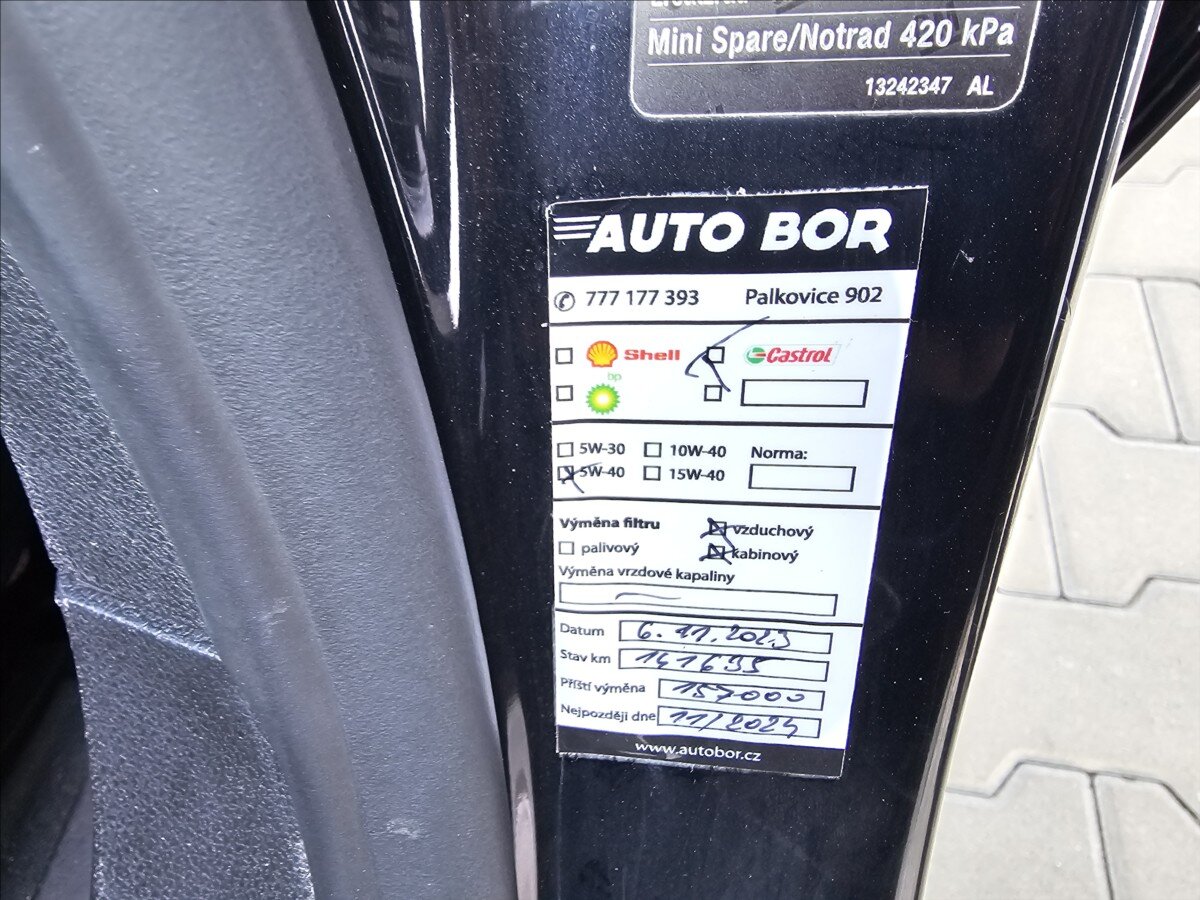 Mini Spare/Notrad 420 kPa
13242347 AL
AUTO BOR
777 177 393 Palkovice 902
Shell Castrol
bp
5W-30 10W-40 Norma:
5W-40 15W-40
Výměna filtru vzduchový
palivový kabinový
Výměna vrzdové kapaliny
Datum 6. 11. 2023
Stav km 141695
Příští výměna 157000
Nejpozději dne 11/2024
www.autobor.cz